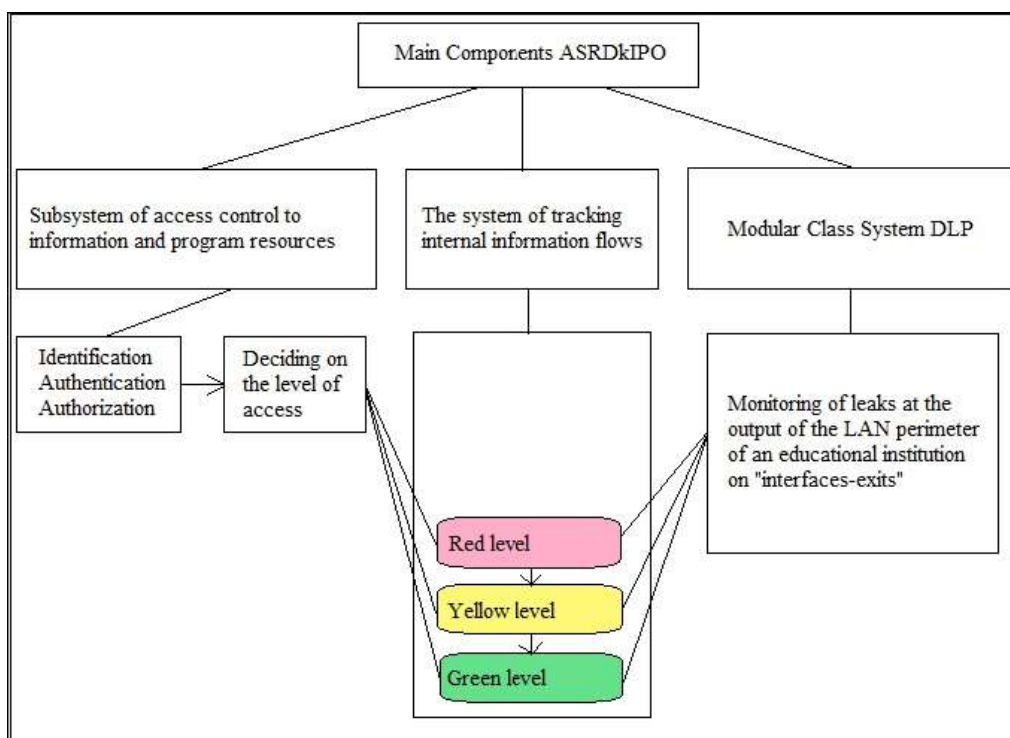 Main Components ASRDkIPO
Subsystem of access control to
information and program resources
The system of tracking
internal information flows
Modular Class System DLP
Identification
Authentication
Authorization
Deciding on
the level of
access
Monitoring of leaks at the
output of the LAN perimeter
of an educational institution
on "interfaces-exits"
Red level
Yellow level
Green level